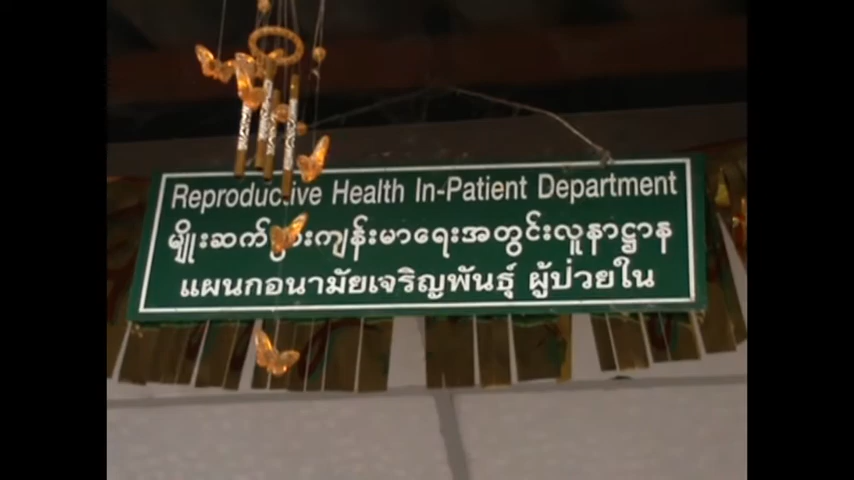 Reproductive Health In-Patient Department
မျိုးဆက်ပွားကျန်းမာရေးအတွင်းလူနာဌာန
แผนกอนามัยเจริญพันธุ์ ผู้ป่วยใน